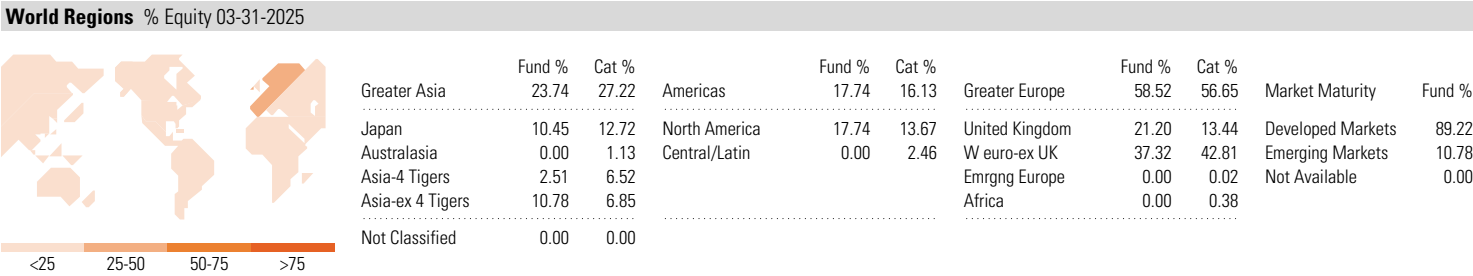 World Regions % Equity 03-31-2025
Fund % Cat % Fund % Cat % Fund % Cat %
Greater Asia 23.74 27.22 Americas 17.74 16.13 Greater Europe 58.52 56.65 Market Maturity Fund %
Japan 10.45 12.72 North America 17.74 13.67 United Kingdom 21.20 13.44 Developed Markets 89.22
Australasia 0.00 1.13 Central/Latin 0.00 2.46 W euro-ex UK 37.32 42.81 Emerging Markets 10.78
Asia-4 Tigers 2.51 6.52 Emrgng Europe 0.00 0.02 Not Available 0.00
Asia-ex 4 Tigers 10.78 6.85 Africa 0.00 0.38
Not Classified 0.00 0.00
<25 25-50 50-75 >75